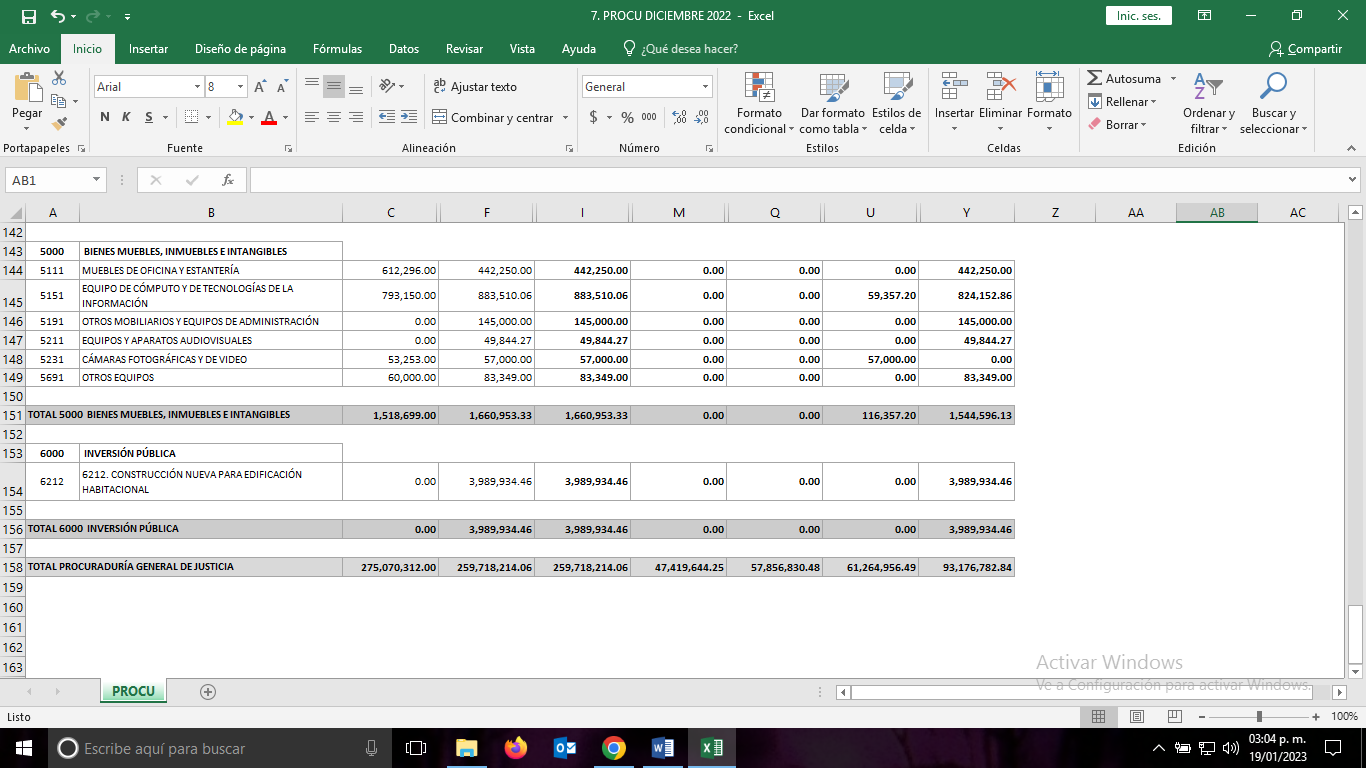 7. PROCU DICIEMBRE 2022 - Excel
Inic. ses.
Archivo Inicio Insertar Diseño de página Fórmulas Datos Revisar Vista Ayuda ¿Qué desea hacer? Compartir
Pegar
Portapapeles
Arial 8 A A
N K S A
Fuente
ab Ajustar texto
Combinar y centrar
Alineación
General
$ % 000
Número
Formato condicional
Dar formato como tabla
Estilos de celda
Estilos
Insertar Eliminar Formato
Celdas
Autosuma
Rellenar
Borrar
Ordenar y filtrar
Buscar y seleccionar
Edición
AB1 fx
A B C F I M Q U Y Z AA AB AC
142
143 5000 BIENES MUEBLES, INMUEBLES E INTANGIBLES
144 5111 MUEBLES DE OFICINA Y ESTANTERÍA 612,296.00 442,250.00 442,250.00 0.00 0.00 0.00 442,250.00
145 5151 EQUIPO DE CÓMPUTO Y DE TECNOLOGÍAS DE LA
INFORMACIÓN 793,150.00 883,510.06 883,510.06 0.00 0.00 59,357.20 824,152.86
146 5191 OTROS MOBILIARIOS Y EQUIPOS DE ADMINISTRACIÓN 0.00 145,000.00 145,000.00 0.00 0.00 0.00 145,000.00
147 5211 EQUIPOS Y APARATOS AUDIOVISUALES 0.00 49,844.27 49,844.27 0.00 0.00 0.00 49,844.27
148 5231 CÁMARAS FOTOGRÁFICAS Y DE VIDEO 53,253.00 57,000.00 57,000.00 0.00 0.00 57,000.00 0.00
149 5691 OTROS EQUIPOS 60,000.00 83,349.00 83,349.00 0.00 0.00 0.00 83,349.00
150
151 TOTAL 5000 BIENES MUEBLES, INMUEBLES E INTANGIBLES 1,518,699.00 1,660,953.33 1,660,953.33 0.00 0.00 116,357.20 1,544,596.13
152
153 6000 INVERSIÓN PÚBLICA
154 6212 6212. CONSTRUCCIÓN NUEVA PARA EDIFICACIÓN
HABITACIONAL 0.00 3,989,934.46 3,989,934.46 0.00 0.00 0.00 3,989,934.46
155
156 TOTAL 6000 INVERSIÓN PÚBLICA 0.00 3,989,934.46 3,989,934.46 0.00 0.00 0.00 3,989,934.46
157
158 TOTAL PROCURADURÍA GENERAL DE JUSTICIA 275,070,312.00 259,718,214.06 259,718,214.06 47,419,644.25 57,856,830.48 61,264,956.49 93,176,782.84
159
160
161
162
163
Activar Windows
Ve a Configuración para activar Windows.
PROCU
Listo 100%
Escribe aquí para buscar
03:04 p. m.
19/01/2023